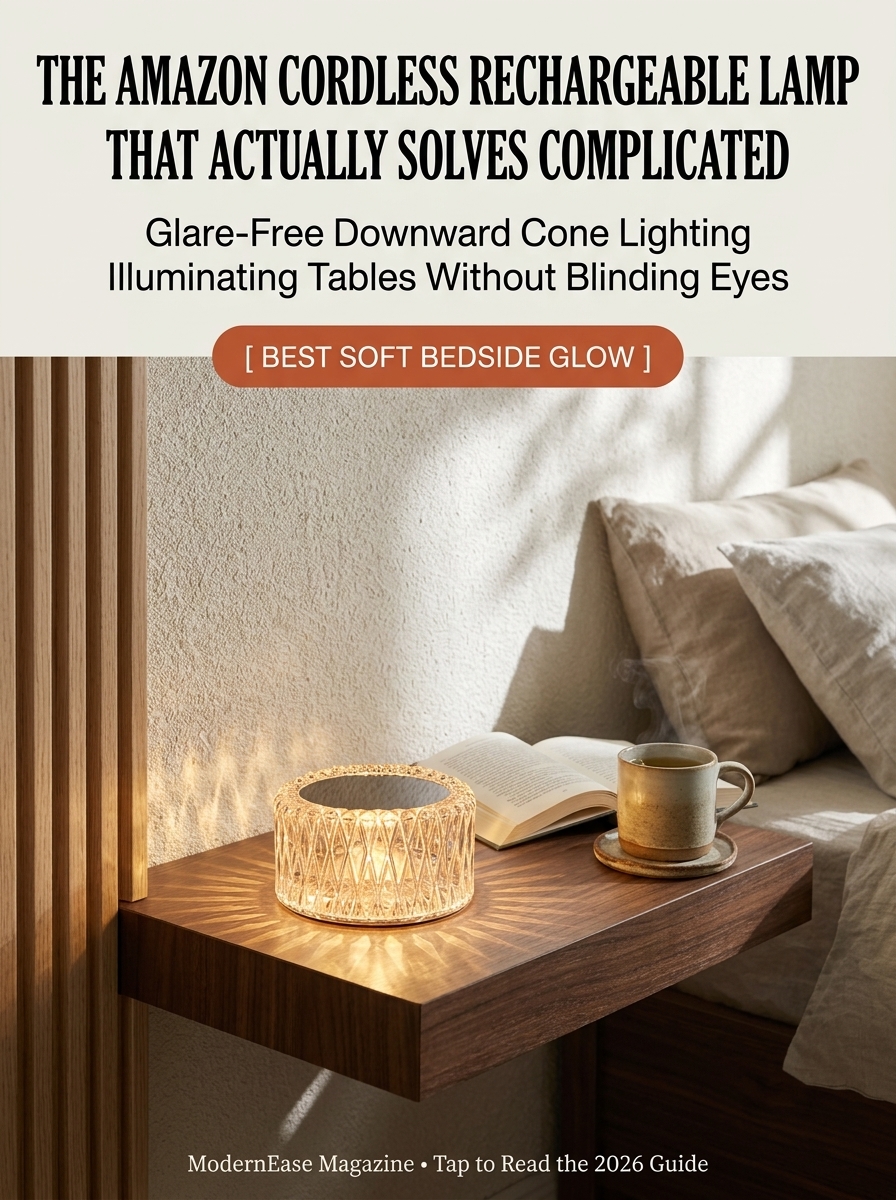 THE AMAZON CORDLESS RECHARGEABLE LAMP
THAT ACTUALLY SOLVES COMPLICATED
Glare-Free Downward Cone Lighting
Illuminating Tables Without Blinding Eyes
[ BEST SOFT BEDSIDE GLOW ]
ModernEase Magazine • Tap to Read the 2026 Guide